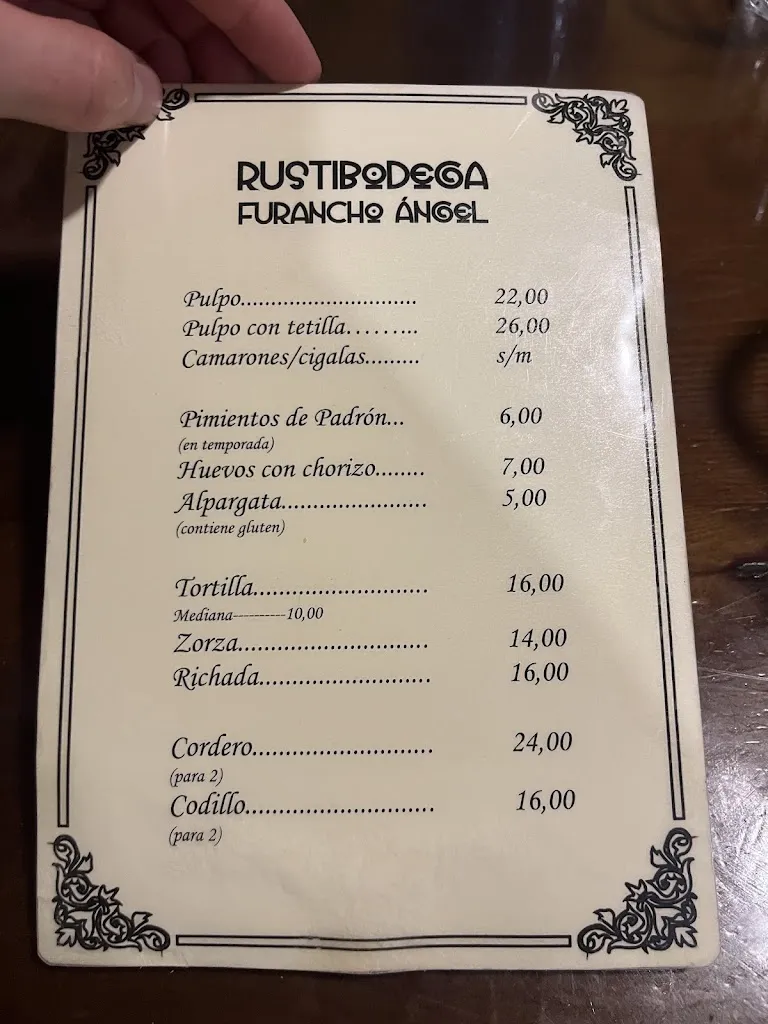 RUSTIBODEGA
FURANCHO ÁNGEL
Pulpo............................. 22,00
Pulpo con tetilla......... 26,00
Camarones/cigalas......... s/m
Pimientos de Padrón... 6,00
(en temporada)
Huevos con chorizo........ 7,00
Alpargata...................... 5,00
(contiene gluten)
Tortilla.......................... 16,00
Mediana----------10,00
Zorza............................. 14,00
Richada.......................... 16,00
Cordero........................... 24,00
(para 2)
Codillo............................ 16,00
(para 2)